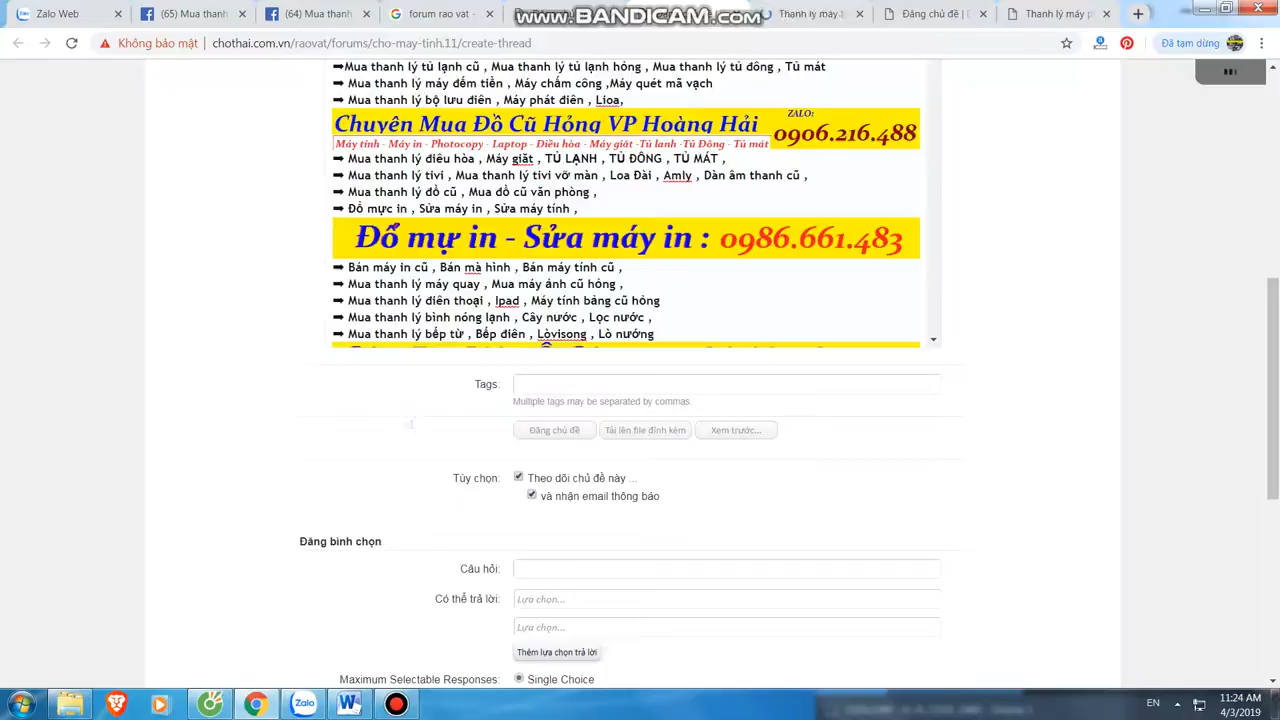 rao vat
(55) Mua thanh
(64) Mua thanh
forum rao vat -
www.BANDICAM.com
Thanh lý máy
Đăng chủ đề |
Thanh lý máy p
Không bảo mật
chothai.com.vn/raovat/forums/cho-may-tinh.11/create-thread
Đã tạm dừng
➡Mua thanh lý tủ lạnh cũ , Mua thanh lý tủ lạnh hỏng , Mua thanh lý tủ đông , Tủ mát
➡ Mua thanh lý máy đếm tiền , Máy chấm công ,Máy quét mã vạch
➡ Mua thanh lý bộ lưu điên , Máy phát điên , Lioa,
Chuyên Mua Đồ Cũ Hỏng VP Hoàng Hải
ZALO:
0906.216.488
Máy tính - Máy in - Photocopy - Laptop - Điều hòa - Máy giăt -Tủ lanh -Tủ Đông - Tủ mát
➡ Mua thanh lý điều hòa , Máy giặt , TỦ LẠNH , TỦ ĐÔNG , TỦ MÁT ,
➡ Mua thanh lý tivi , Mua thanh lý tivi vỡ màn , Loa Đài , Amly , Dàn âm thanh cũ ,
➡ Mua thanh lý đồ cũ , Mua đồ cũ văn phòng ,
➡ Đổ mực in , Sửa máy in , Sửa máy tính ,
Đổ mự in - Sửa máy in : 0986.661.483
➡ Bán máy in cũ , Bán mà hình , Bán máy tính cũ ,
➡ Mua thanh lý máy quay , Mua máy ảnh cũ hỏng ,
➡ Mua thanh lý điên thoại , Ipad , Máy tính bảng cũ hỏng
➡ Mua thanh lý bình nóng lạnh , Cây nước , Lọc nước ,
➡ Mua thanh lý bếp từ , Bếp điên , Lòvisong , Lò nướng
Tags:
Multiple tags may be separated by commas.
Đăng chủ đề
Tải lên file đính kèm
Xem trước...
Tùy chọn:
Theo dõi chủ đề này ...
và nhận email thông báo
Đăng bình chọn
Câu hỏi:
Có thể trả lời:
Lựa chọn...
Lựa chọn...
Thêm lựa chọn trả lời
Maximum Selectable Responses:
Single Choice
Zalo
EN
11:24 AM
4/3/2019